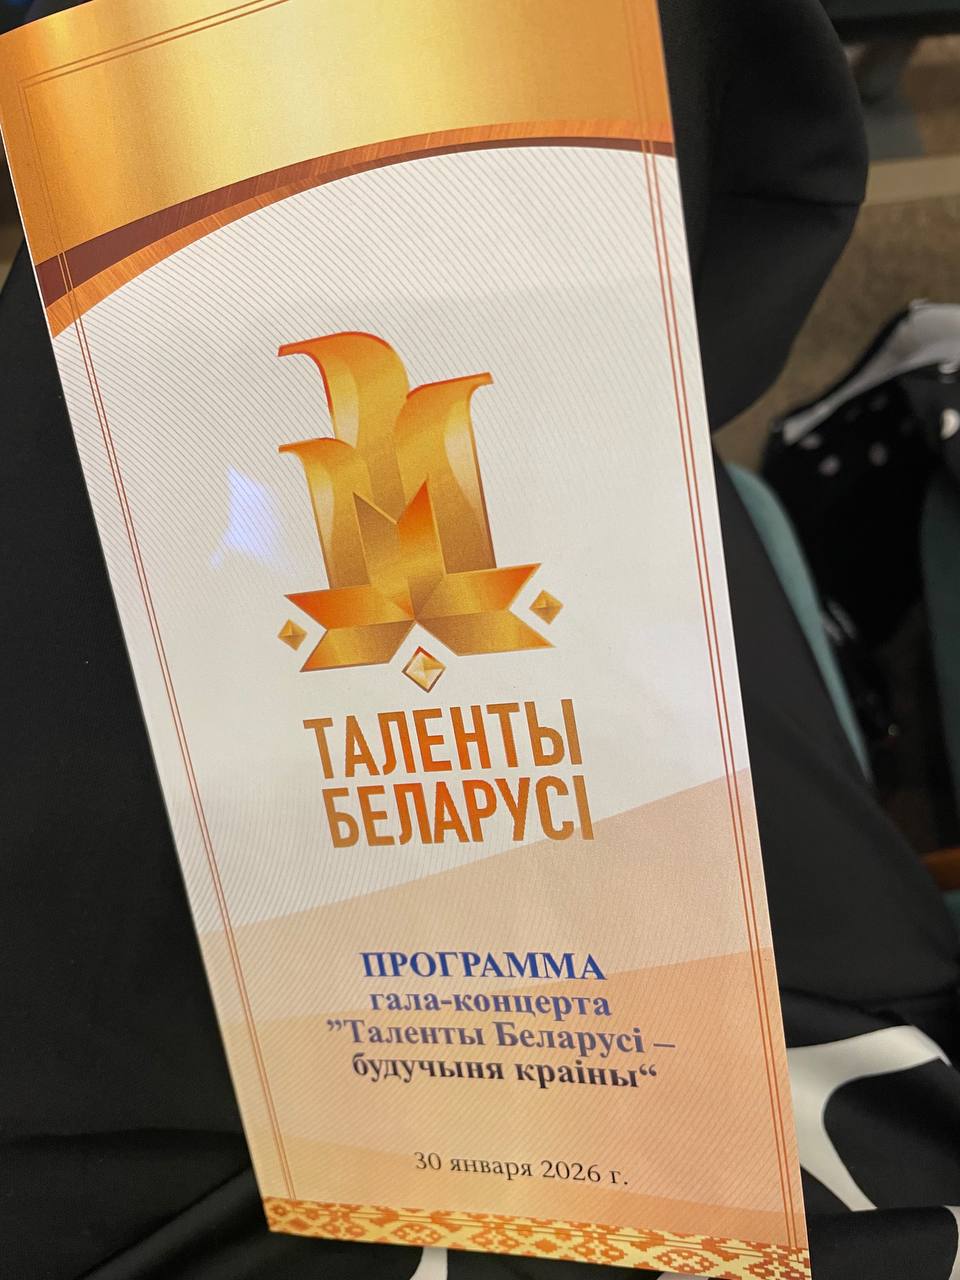 ТАЛЕНТЫ
БЕЛАРУСІ
ПРОГРАММА
гала-концерта
”Таленты Беларусі –
будучыня краіны“
30 января 2026 г.